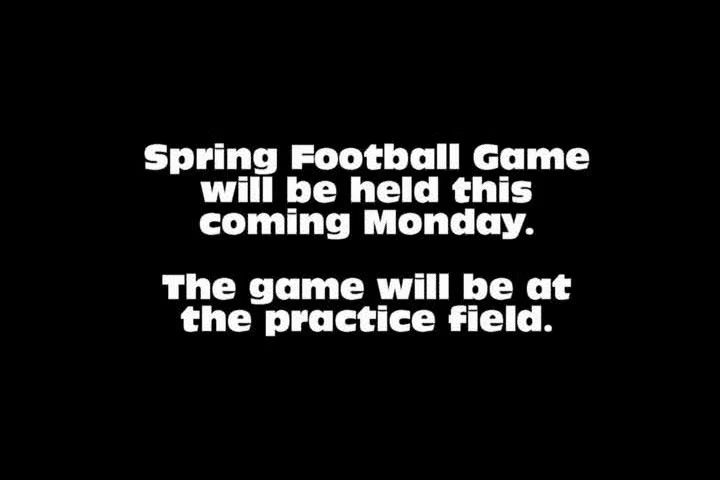 Spring Football Game
will be held this
coming Monday.
The game will be at
the practice field.